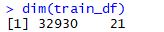 > dim(train_df)
[1] 32930    21